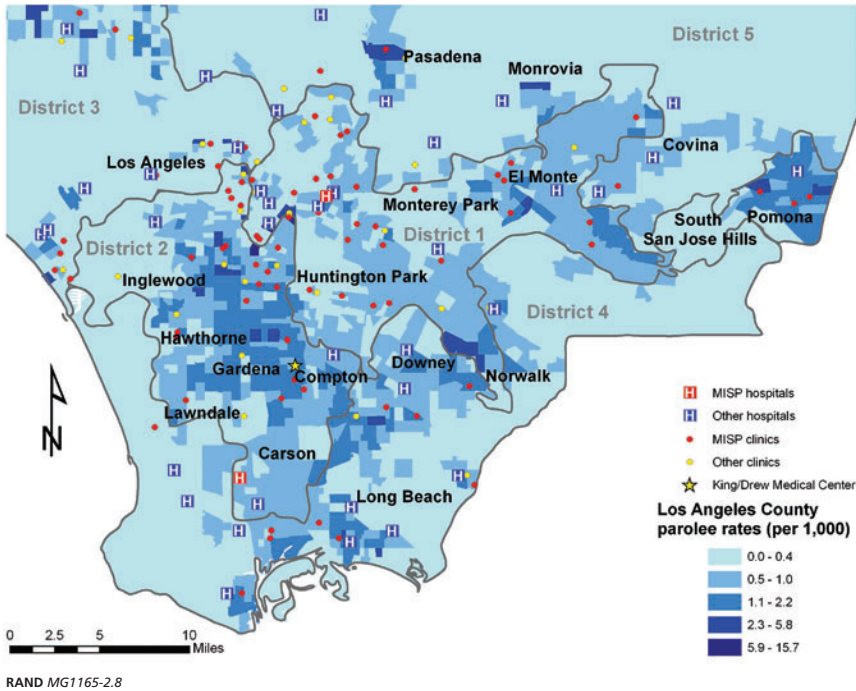 District 5
Pasadena
Monrovia
District 3
Covina
Los Angeles
El Monte
Monterey Park
Pomona
South
San Jose Hills
District 1
District 2
Inglewood
Huntington Park
District 4
Hawthorne
Downey
Gardena
Compton
Norwalk
Lawndale
Carson
Long Beach
N
H MISP hospitals
H Other hospitals
MISP clinics
Other clinics
King/Drew Medical Center
Los Angeles County
parolee rates (per 1,000)
0.0 - 0.4
0.5 - 1.0
1.1 - 2.2
2.3 - 5.8
5.9 - 15.7
0 2.5 5 10
Miles
RAND MG1165-2.8